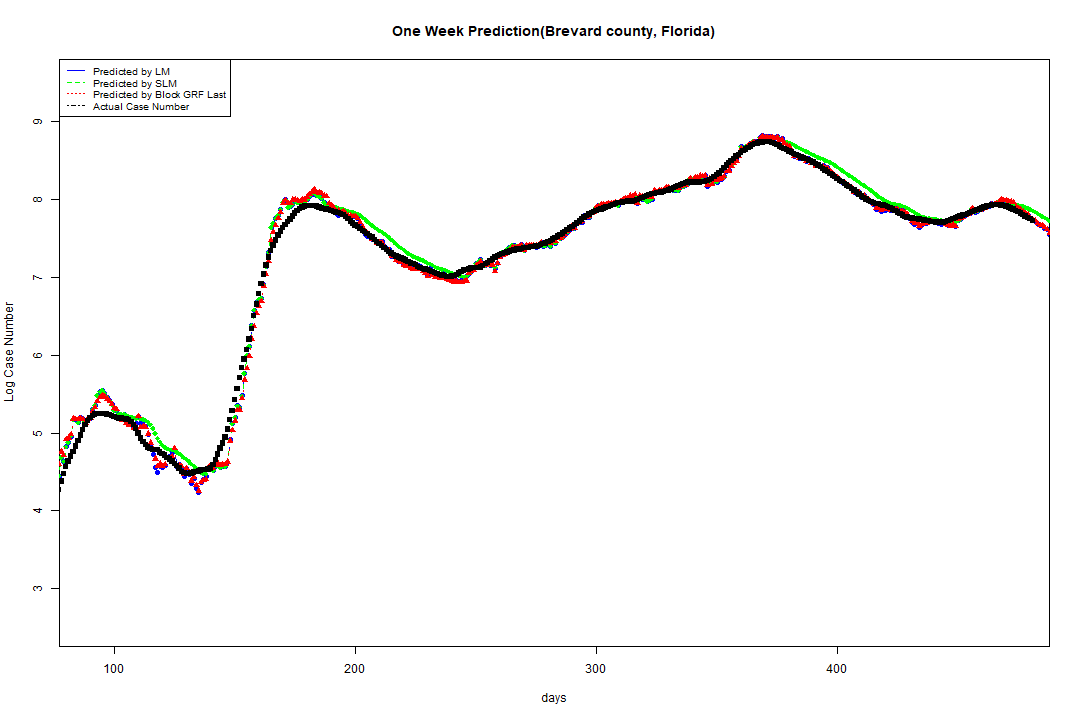 One Week Prediction(Brevard county, Florida)
Predicted by LM
Predicted by SLM
Predicted by Block GRF Last
Actual Case Number
9
8
7
6
5
4
3
Log Case Number
100 200 300 400
days